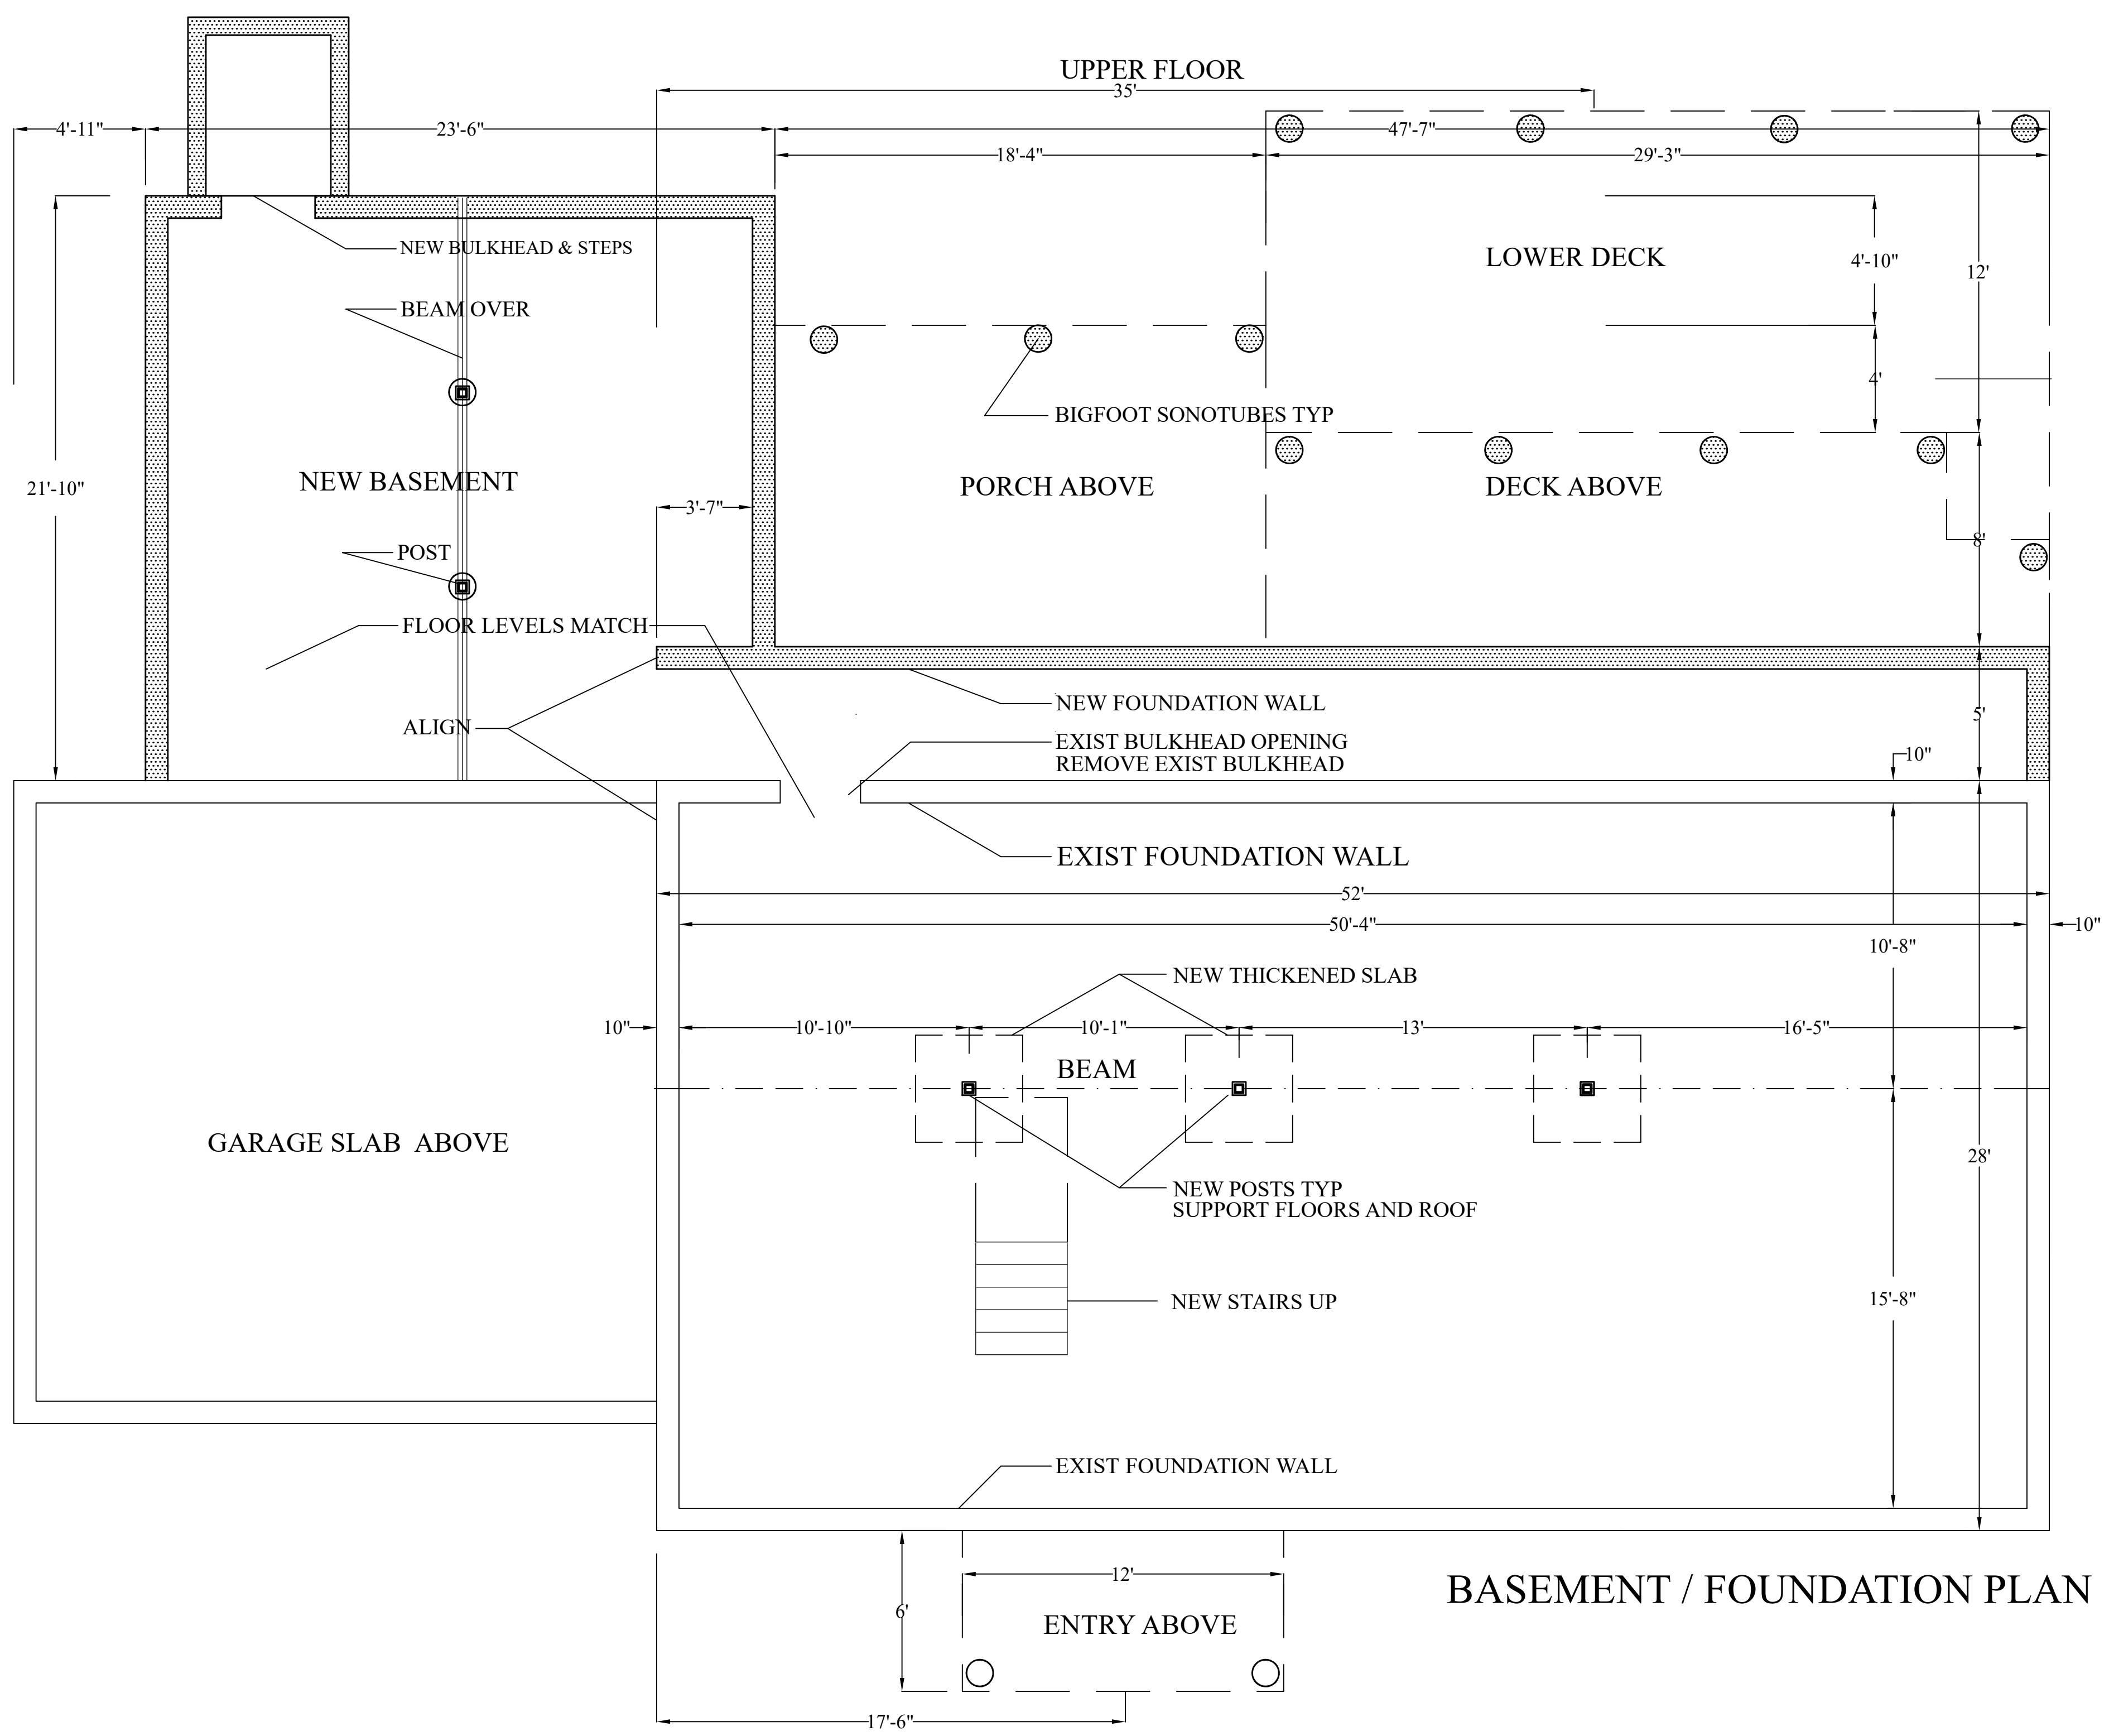 UPPER FLOOR
35'
4'-11"
23'-6"
47'-7"
18'-4"
29'-3"
NEW BULKHEAD & STEPS
LOWER DECK
4'-10"
12'
BEAM OVER
4'
BIGFOOT SONOTUBES TYP
NEW BASEMENT
21'-10"
PORCH ABOVE
DECK ABOVE
3'-7"
8'
POST
FLOOR LEVELS MATCH
NEW FOUNDATION WALL
5'
ALIGN
EXIST BULKHEAD OPENING
REMOVE EXIST BULKHEAD
10"
EXIST FOUNDATION WALL
52'
50'-4"
10"
10'-8"
NEW THICKENED SLAB
10"
10'-10"
10'-1"
13'
16'-5"
BEAM
GARAGE SLAB ABOVE
28'
NEW POSTS TYP
SUPPORT FLOORS AND ROOF
NEW STAIRS UP
15'-8"
EXIST FOUNDATION WALL
12'
BASEMENT / FOUNDATION PLAN
6'
ENTRY ABOVE
17'-6"